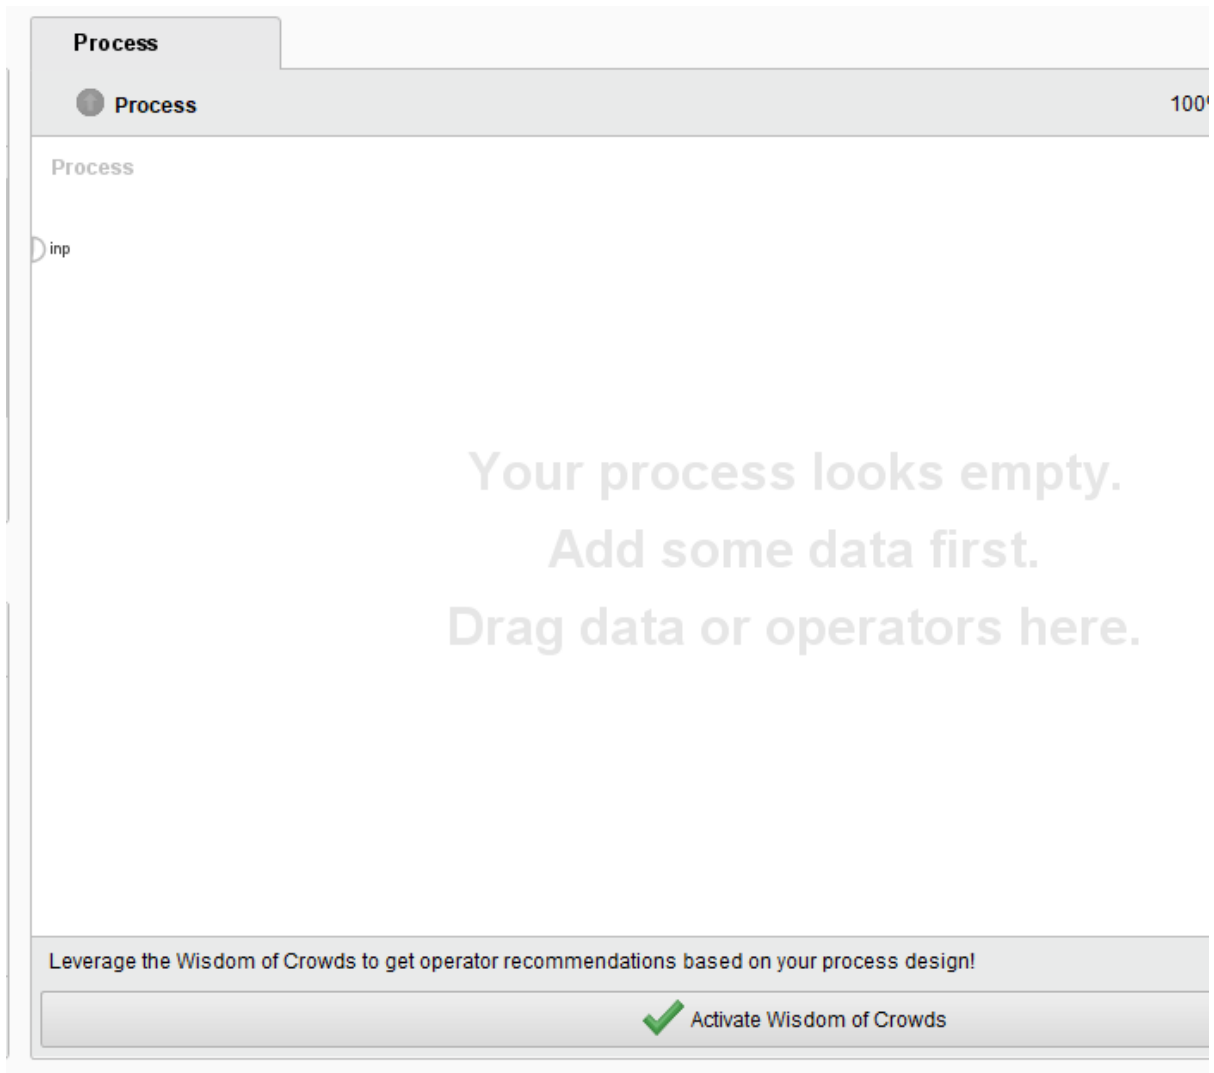 Process
Process
100%
Process
inp
Your process looks empty.
Add some data first.
Drag data or operators here.
Leverage the Wisdom of Crowds to get operator recommendations based on your process design!
Activate Wisdom of Crowds